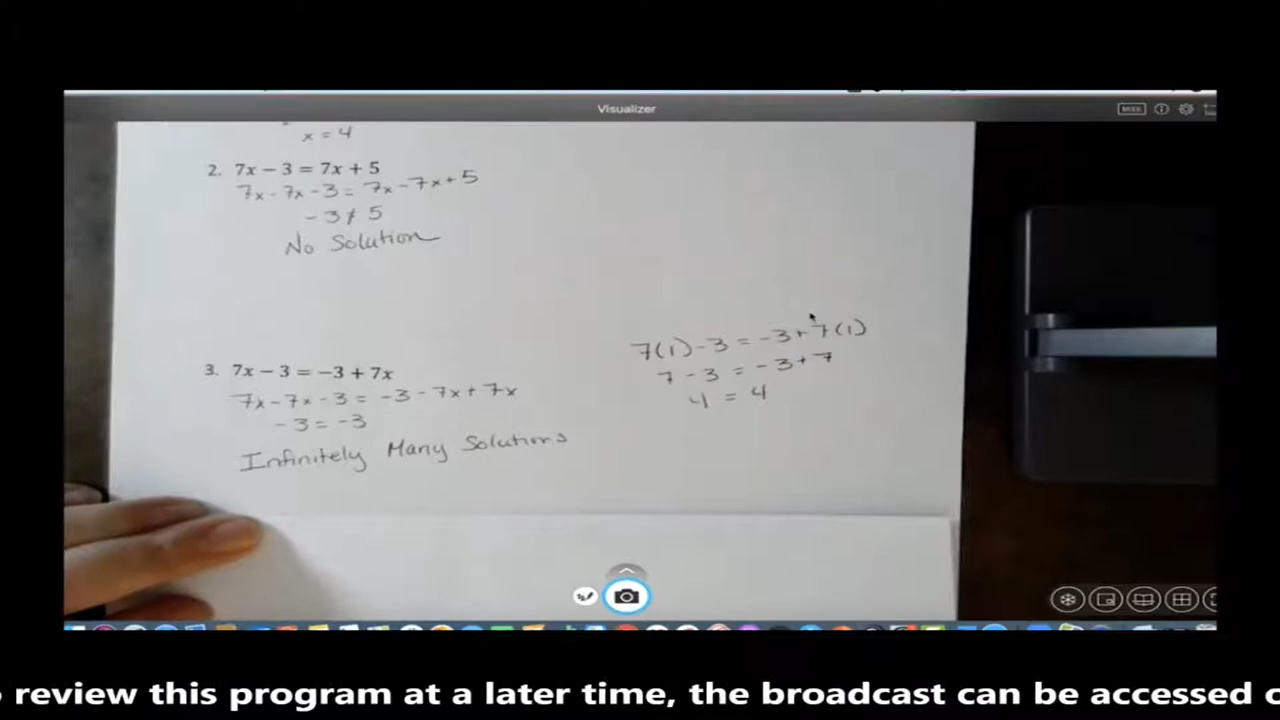 Visualizer
x = 4
2. 7x − 3 = 7x + 5
7x - 7x - 3 = 7x - 7x + 5
- 3 ≠ 5
No Solution
3. 7x − 3 = −3 + 7x
7x - 7x - 3 = -3 - 7x + 7x
- 3 = -3
Infinitely Many Solutions
7(1) - 3 = -3 + 7(1)
7 - 3 = - 3 + 7
4 = 4
review this program at a later time, the broadcast can be accessed